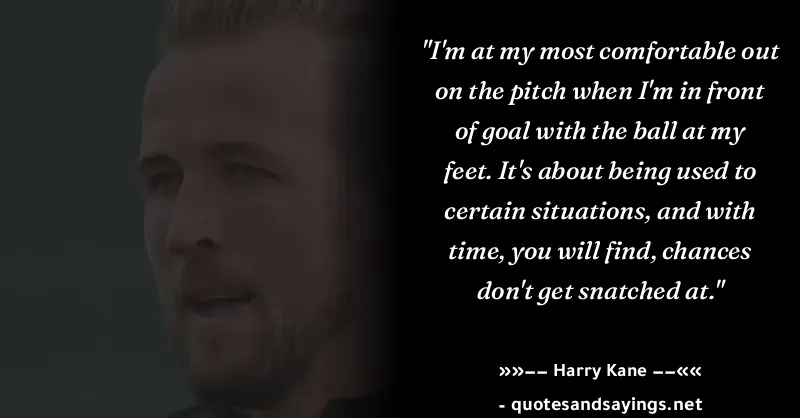 "I'm at my most comfortable out
on the pitch when I'm in front
of goal with the ball at my
feet. It's about being used to
certain situations, and with
time, you will find, chances
don't get snatched at."
»»−− Harry Kane −−««
- quotesandsayings.net